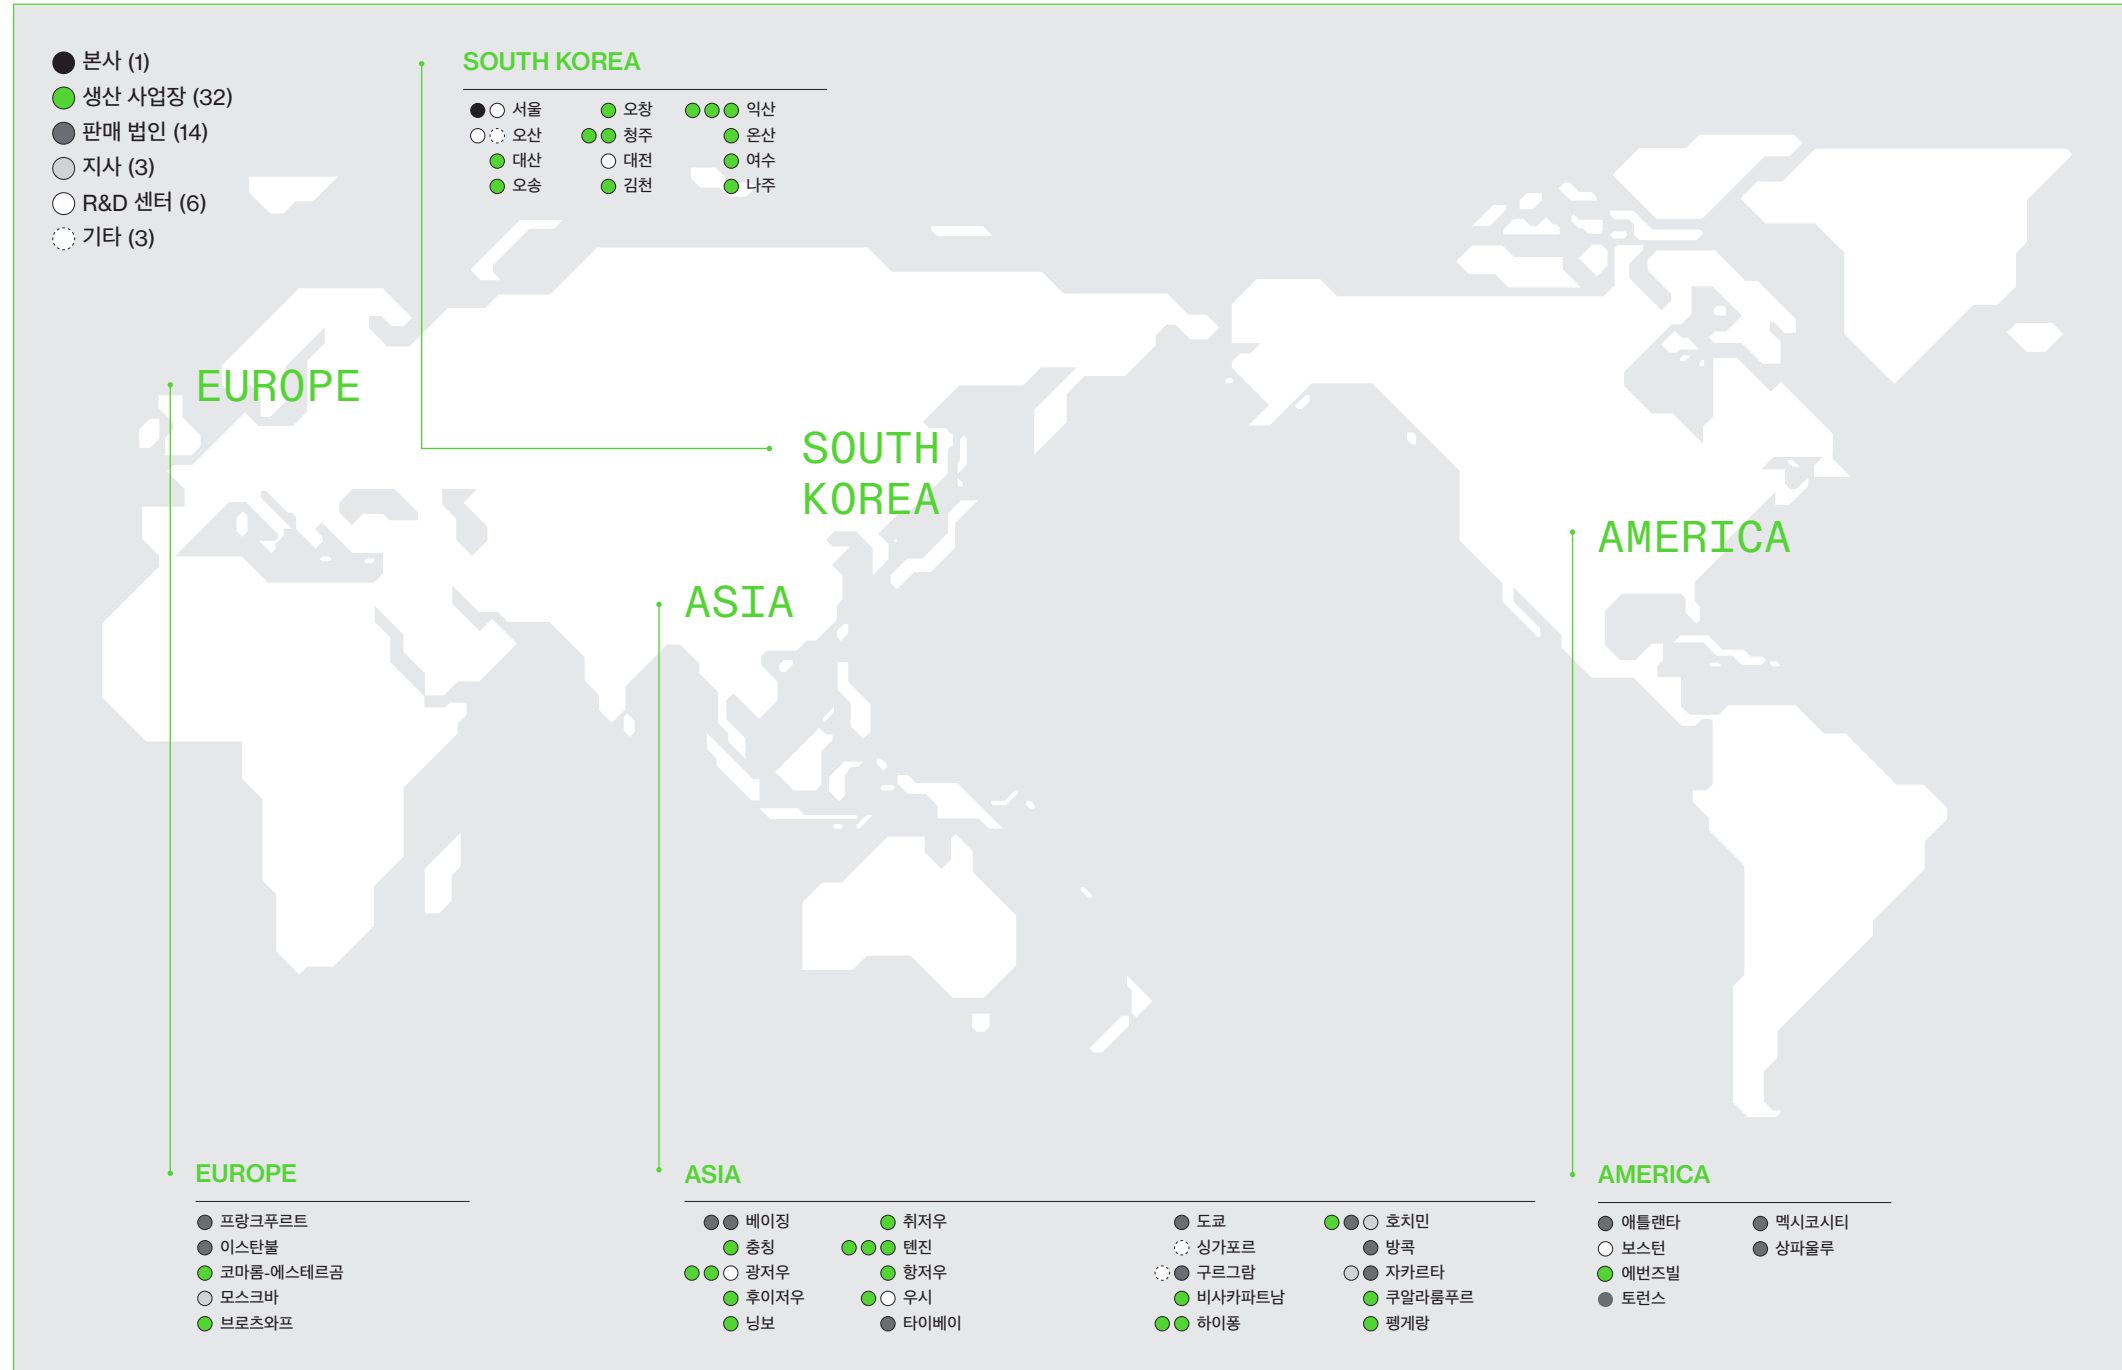 본사 (1)
생산 사업장 (32)
판매 법인 (14)
지사 (3)
R&D 센터 (6)
기타 (3)
SOUTH KOREA
서울 오창 익산
오산 청주 온산
대산 대전 여수
오송 김천 나주
EUROPE
SOUTH
KOREA
ASIA
AMERICA
EUROPE
프랑크푸르트
이스탄불
코마롬-에스테르곰
모스크바
브로츠와프
ASIA
베이징 취저우 도쿄 호치민
충칭 톈진 싱가포르 방콕
광저우 항저우 구르그람 자카르타
후이저우 우시 비사카파트남 쿠알라룸푸르
닝보 타이베이 하이퐁 펭게랑
AMERICA
애틀랜타 멕시코시티
보스턴 상파울루
에번즈빌
토런스